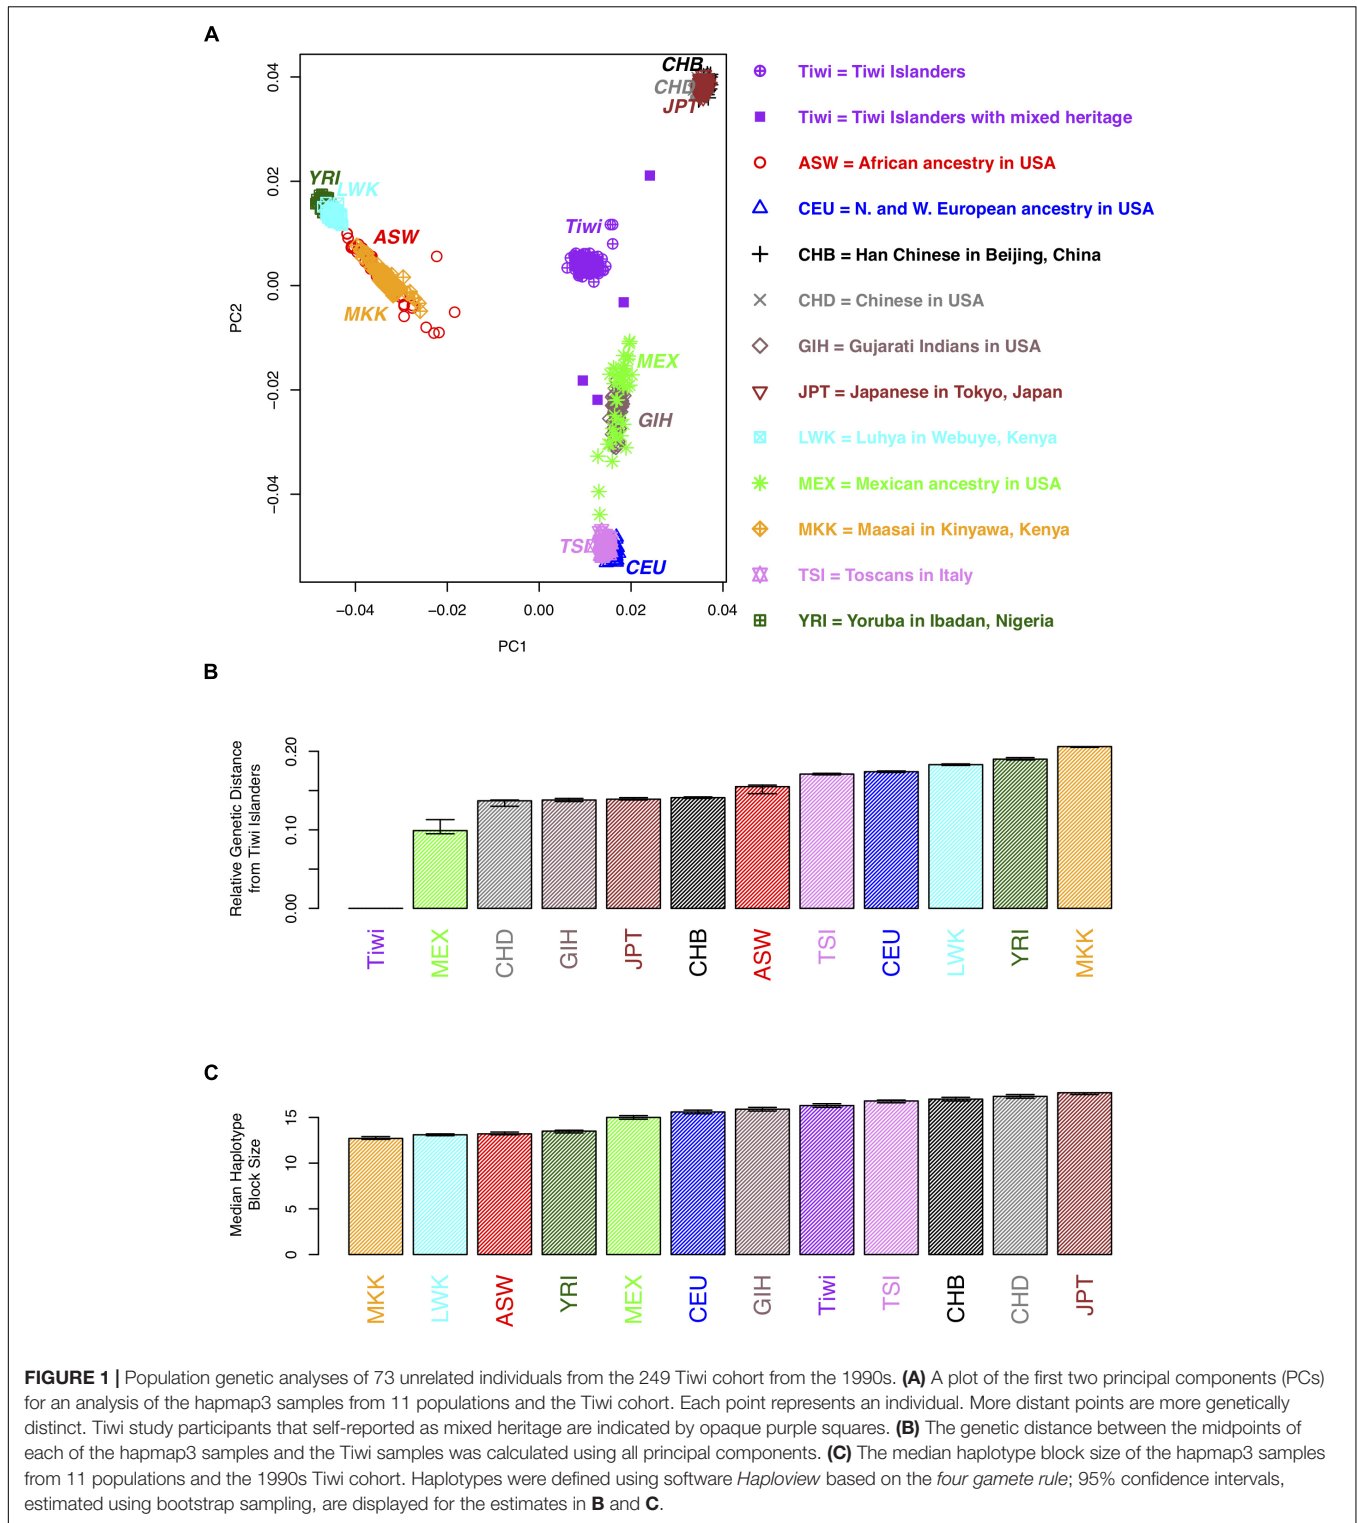 A
0.04
0.02
0.00
−0.02
−0.04
PC2
−0.04
−0.02
0.00
0.02
0.04
PC1
CHB
CHD
JPT
YRI
LWK
ASW
MKK
Tiwi
MEX
GIH
TSI
CEU
Tiwi = Tiwi Islanders
Tiwi = Tiwi Islanders with mixed heritage
ASW = African ancestry in USA
CEU = N. and W. European ancestry in USA
CHB = Han Chinese in Beijing, China
CHD = Chinese in USA
GIH = Gujarati Indians in USA
JPT = Japanese in Tokyo, Japan
LWK = Luhya in Webuye, Kenya
MEX = Mexican ancestry in USA
MKK = Maasai in Kinyawa, Kenya
TSI = Toscans in Italy
YRI = Yoruba in Ibadan, Nigeria
B
Relative Genetic Distance
from Tiwi Islanders
0.20
0.10
0.00
Tiwi
MEX
CHD
GIH
JPT
CHB
ASW
TSI
CEU
LWK
YRI
MKK
C
Median Haplotype
Block Size
15
10
5
0
MKK
LWK
ASW
YRI
MEX
CEU
GIH
Tiwi
TSI
CHB
CHD
JPT
FIGURE 1 | Population genetic analyses of 73 unrelated individuals from the 249 Tiwi cohort from the 1990s. (A) A plot of the first two principal components (PCs)
for an analysis of the hapmap3 samples from 11 populations and the Tiwi cohort. Each point represents an individual. More distant points are more genetically
distinct. Tiwi study participants that self-reported as mixed heritage are indicated by opaque purple squares. (B) The genetic distance between the midpoints of
each of the hapmap3 samples and the Tiwi samples was calculated using all principal components. (C) The median haplotype block size of the hapmap3 samples
from 11 populations and the 1990s Tiwi cohort. Haplotypes were defined using software Haploview based on the four gamete rule; 95% confidence intervals,
estimated using bootstrap sampling, are displayed for the estimates in B and C.